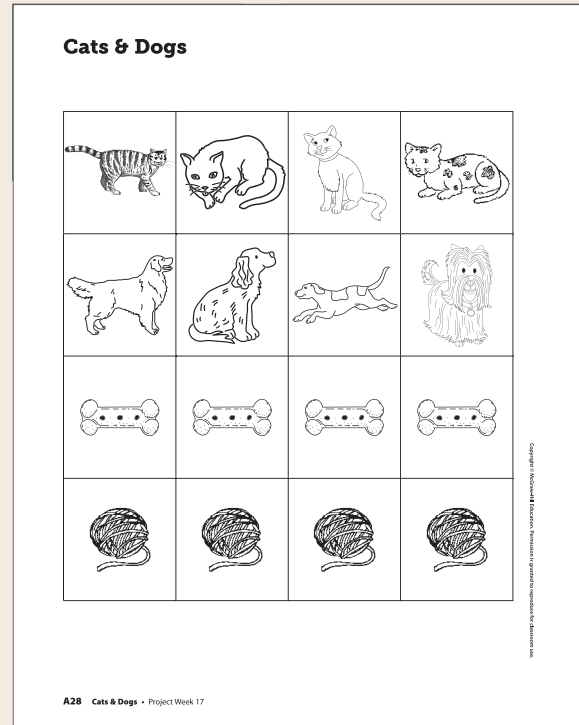 Cats & Dogs
Copyright © McGraw-Hill Education. Permission is granted to reproduce for classroom use.
A28 Cats & Dogs • Project Week 17